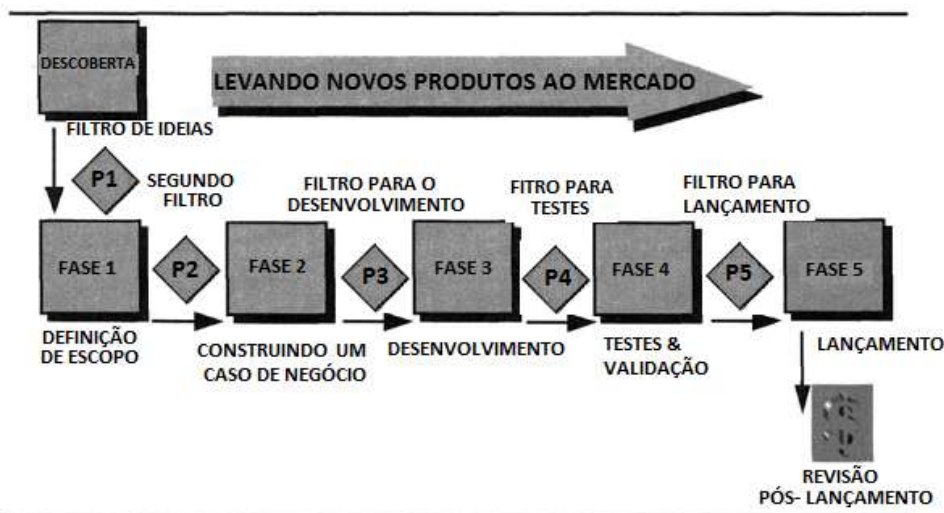 DESCOBERTA
LEVANDO NOVOS PRODUTOS AO MERCADO
FILTRO DE IDEIAS
P1
SEGUNDO
FILTRO
FILTRO PARA O
DESENVOLVIMENTO
FITRO PARA
TESTES
FILTRO PARA
LANÇAMENTO
FASE 1
P2
FASE 2
P3
FASE 3
P4
FASE 4
P5
FASE 5
DEFINIÇÃO
DE ESCOPO
CONSTRUINDO UM
CASO DE NEGÓCIO
DESENVOLVIMENTO
TESTES &
VALIDAÇÃO
LANÇAMENTO
REVISÃO
PÓS- LANÇAMENTO